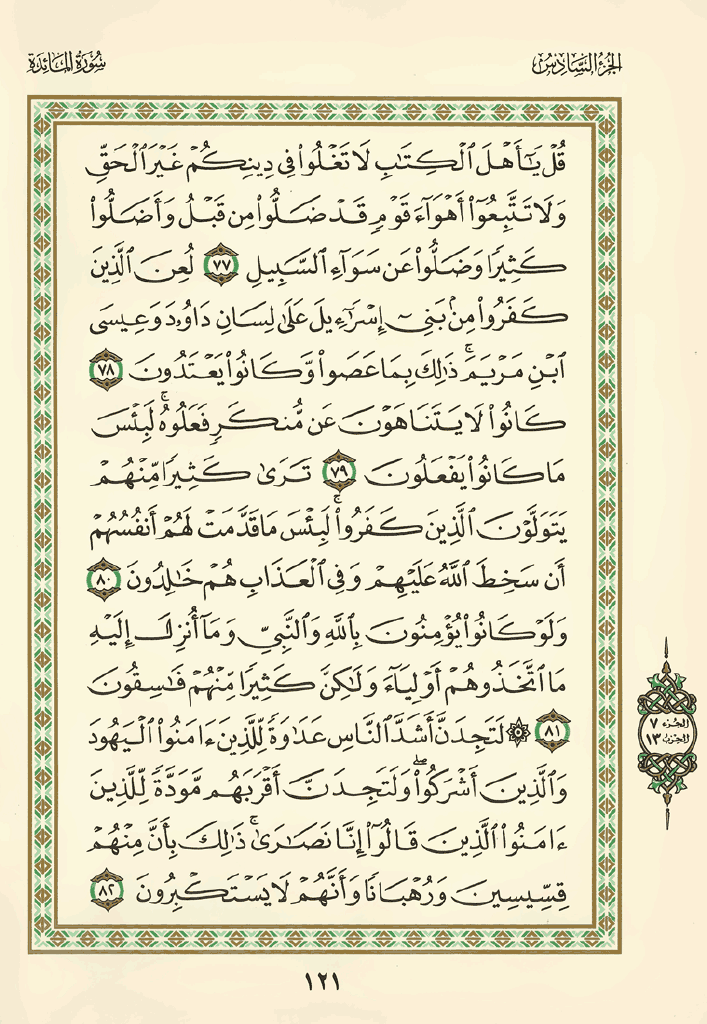 الجزء السادس
سورة المائدة
قُلْ يَٰٓأَهْلَ ٱلْكِتَٰبِ لَا تَغْلُوا۟ فِى دِينِكُمْ غَيْرَ ٱلْحَقِّ
وَلَا تَتَّبِعُوٓا۟ أَهْوَآءَ قَوْمٍ قَدْ ضَلُّوا۟ مِن قَبْلُ وَأَضَلُّوا۟
كَثِيرًا وَضَلُّوا۟ عَن سَوَآءِ ٱلسَّبِيلِ ٧٧ لُعِنَ ٱلَّذِينَ
كَفَرُوا۟ مِنۢ بَنِىٓ إِسْرَٰٓءِيلَ عَلَىٰ لِسَانِ دَاوُۥدَ وَعِيسَى
ٱبْنِ مَرْيَمَ ۚ ذَٰلِكَ بِمَا عَصَوا۟ وَّكَانُوا۟ يَعْتَدُونَ ٧٨
كَانُوا۟ لَا يَتَنَاهَوْنَ عَن مُّنكَرٍ فَعَلُوهُ ۚ لَبِئْسَ
مَا كَانُوا۟ يَفْعَلُونَ ٧٩ تَرَىٰ كَثِيرًا مِّنْهُمْ
يَتَوَلَّوْنَ ٱلَّذِينَ كَفَرُوا۟ ۚ لَبِئْسَ مَا قَدَّمَتْ لَهُمْ أَنفُسُهُمْ
أَن سَخِطَ ٱللَّهُ عَلَيْهِمْ وَفِى ٱلْعَذَابِ هُمْ خَٰلِدُونَ ٨٠
وَلَوْ كَانُوا۟ يُؤْمِنُونَ بِٱللَّهِ وَٱلنَّبِىِّ وَمَآ أُنزِلَ إِلَيْهِ
مَا ٱتَّخَذُوهُمْ أَوْلِيَآءَ وَلَٰكِنَّ كَثِيرًا مِّنْهُمْ فَٰسِقُونَ
٨١ ۞ لَتَجِدَنَّ أَشَدَّ ٱلنَّاسِ عَدَٰوَةً لِّلَّذِينَ ءَامَنُوا۟ ٱلْيَهُودَ
وَٱلَّذِينَ أَشْرَكُوا۟ ۖ وَلَتَجِدَنَّ أَقْرَبَهُم مَّوَدَّةً لِّلَّذِينَ
ءَامَنُوا۟ ٱلَّذِينَ قَالُوٓا۟ إِنَّا نَصَٰرَىٰ ۚ ذَٰلِكَ بِأَنَّ مِنْهُمْ
قِسِّيسِينَ وَرُهْبَانًا وَأَنَّهُمْ لَا يَسْتَكْبِرُونَ ٨٢
الجزء ٧
الحزب ١٣
١٢١